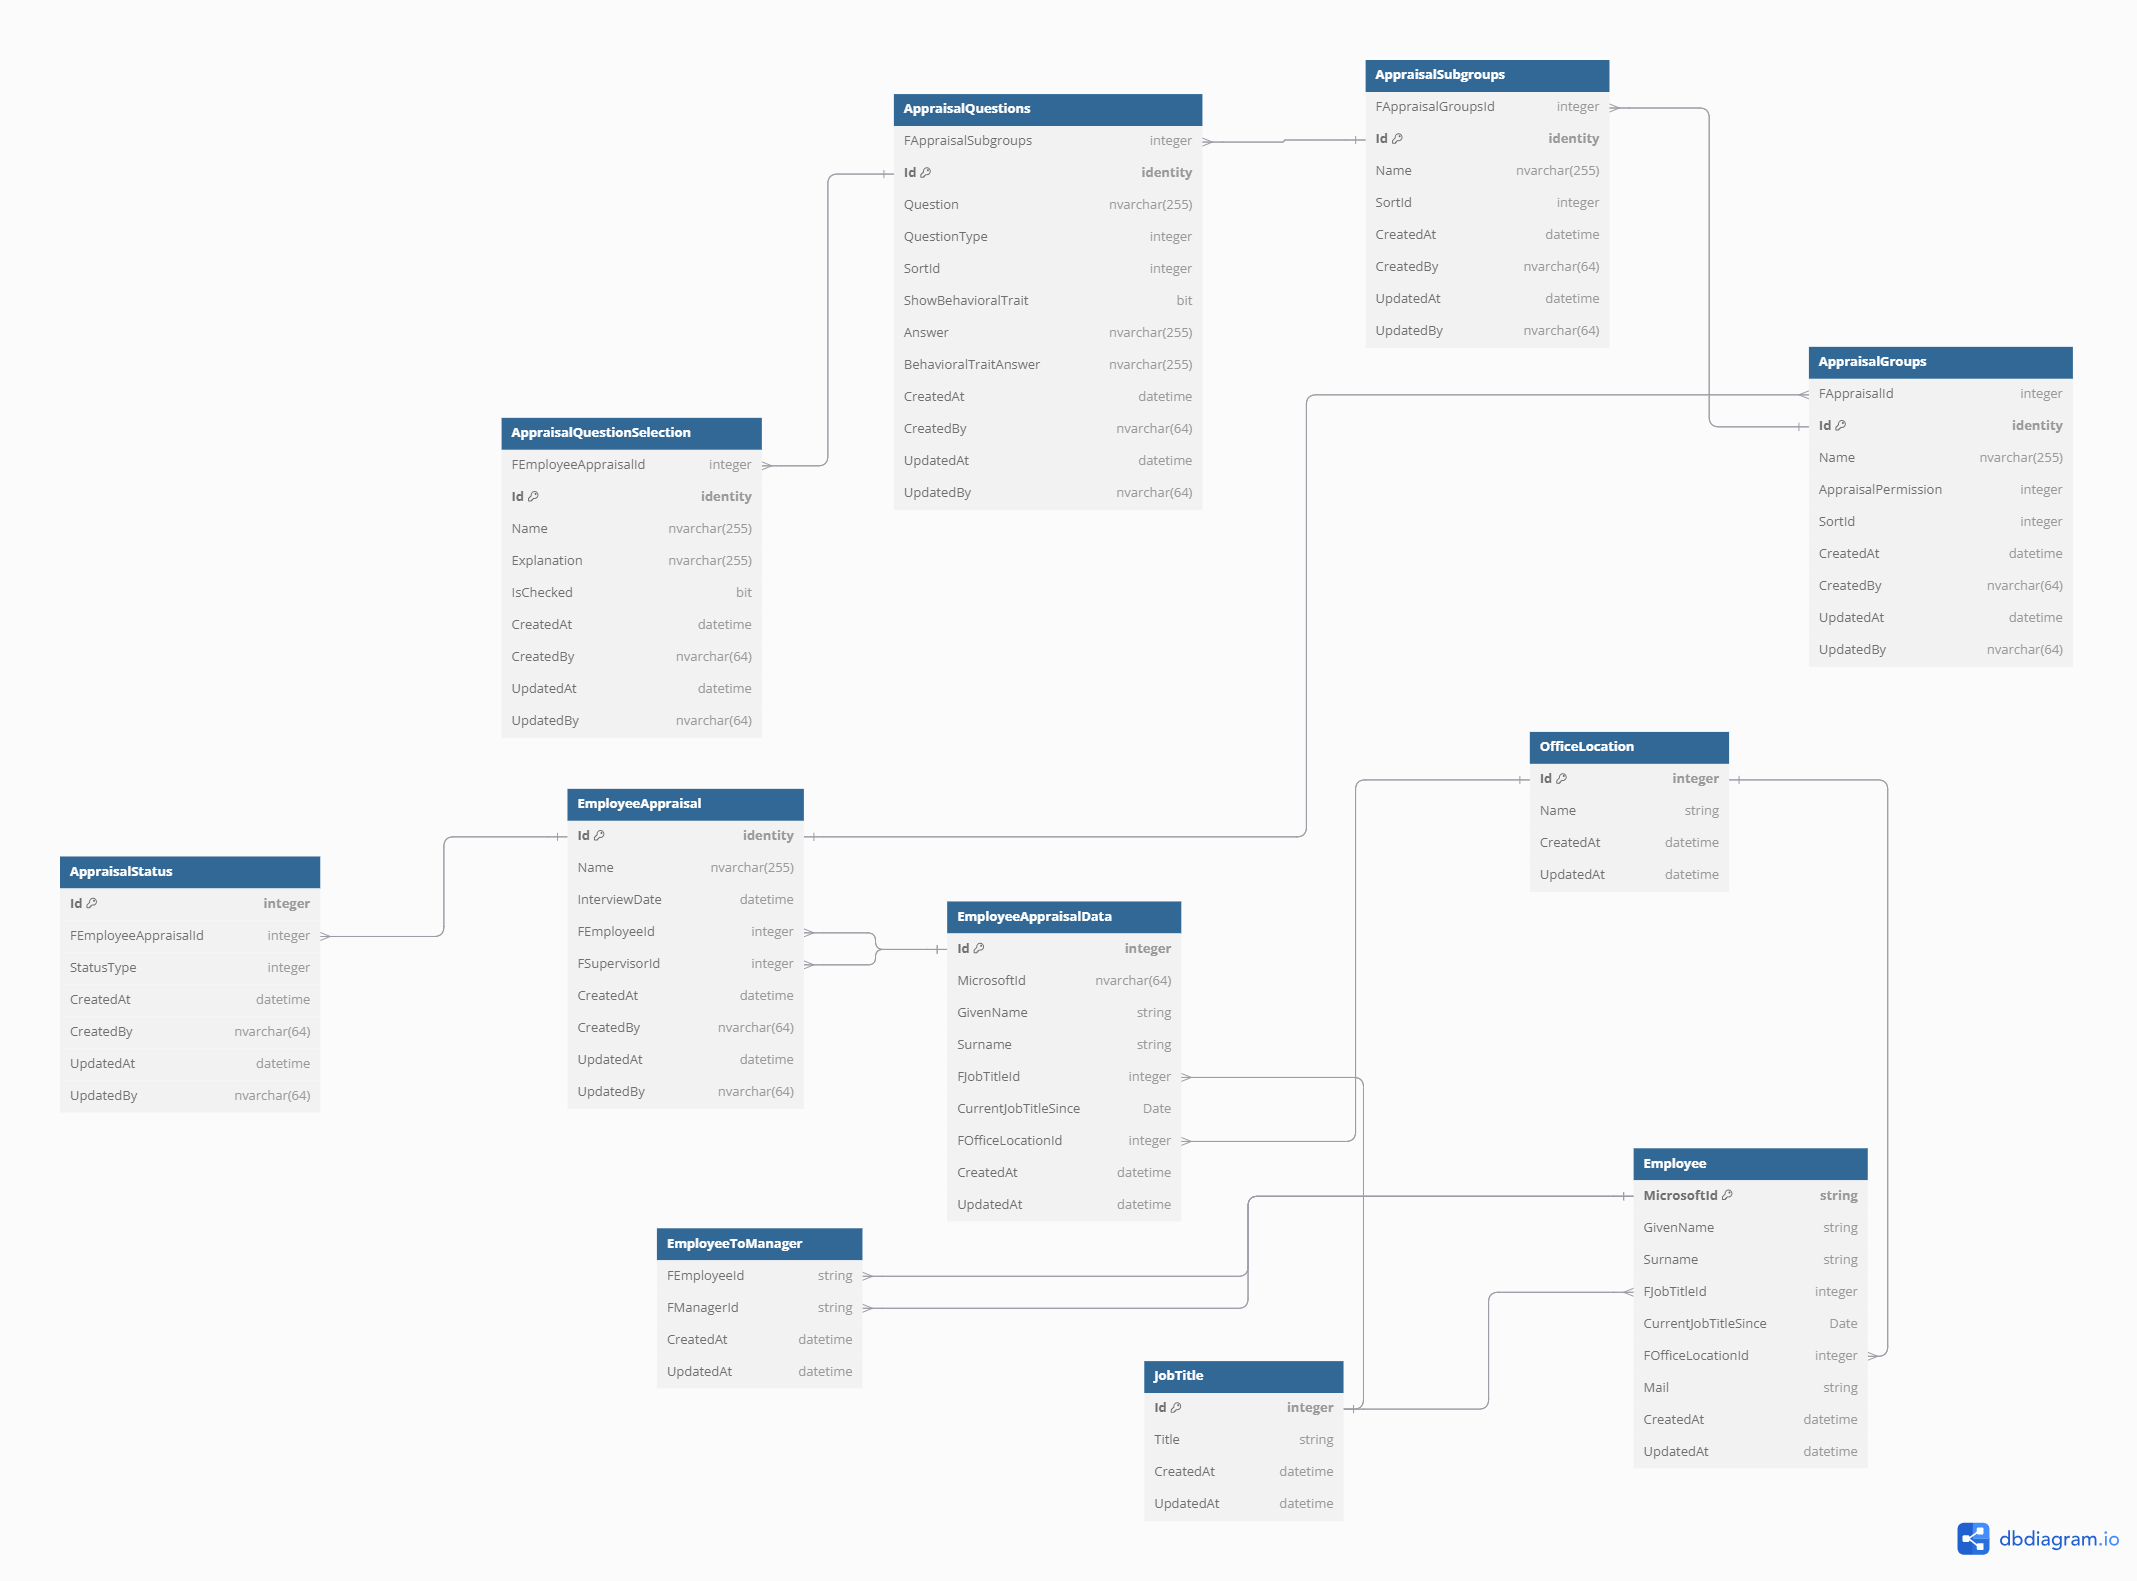 AppraisalSubgroups
FAppraisalGroupsId integer
Id identity
Name nvarchar(255)
SortId integer
CreatedAt datetime
CreatedBy nvarchar(64)
UpdatedAt datetime
UpdatedBy nvarchar(64)
AppraisalQuestions
FAppraisalSubgroups integer
Id identity
Question nvarchar(255)
QuestionType integer
SortId integer
ShowBehavioralTrait bit
Answer nvarchar(255)
BehavioralTraitAnswer nvarchar(255)
CreatedAt datetime
CreatedBy nvarchar(64)
UpdatedAt datetime
UpdatedBy nvarchar(64)
AppraisalGroups
FAppraisalId integer
Id identity
Name nvarchar(255)
AppraisalPermission integer
SortId integer
CreatedAt datetime
CreatedBy nvarchar(64)
UpdatedAt datetime
UpdatedBy nvarchar(64)
AppraisalQuestionSelection
FEmployeeAppraisalId integer
Id identity
Name nvarchar(255)
Explanation nvarchar(255)
IsChecked bit
CreatedAt datetime
CreatedBy nvarchar(64)
UpdatedAt datetime
UpdatedBy nvarchar(64)
OfficeLocation
Id integer
Name string
CreatedAt datetime
UpdatedAt datetime
EmployeeAppraisal
Id identity
Name nvarchar(255)
InterviewDate datetime
FEmployeeId integer
FSupervisorId integer
CreatedAt datetime
CreatedBy nvarchar(64)
UpdatedAt datetime
UpdatedBy nvarchar(64)
AppraisalStatus
Id integer
FEmployeeAppraisalId integer
StatusType integer
CreatedAt datetime
CreatedBy nvarchar(64)
UpdatedAt datetime
UpdatedBy nvarchar(64)
EmployeeAppraisalData
Id integer
MicrosoftId nvarchar(64)
GivenName string
Surname string
FJobTitleId integer
CurrentJobTitleSince Date
FOfficeLocationId integer
CreatedAt datetime
UpdatedAt datetime
Employee
MicrosoftId string
GivenName string
Surname string
FJobTitleId integer
CurrentJobTitleSince Date
FOfficeLocationId integer
Mail string
CreatedAt datetime
UpdatedAt datetime
EmployeeToManager
FEmployeeId string
FManagerId string
CreatedAt datetime
UpdatedAt datetime
JobTitle
Id integer
Title string
CreatedAt datetime
UpdatedAt datetime
dbdiagram.io